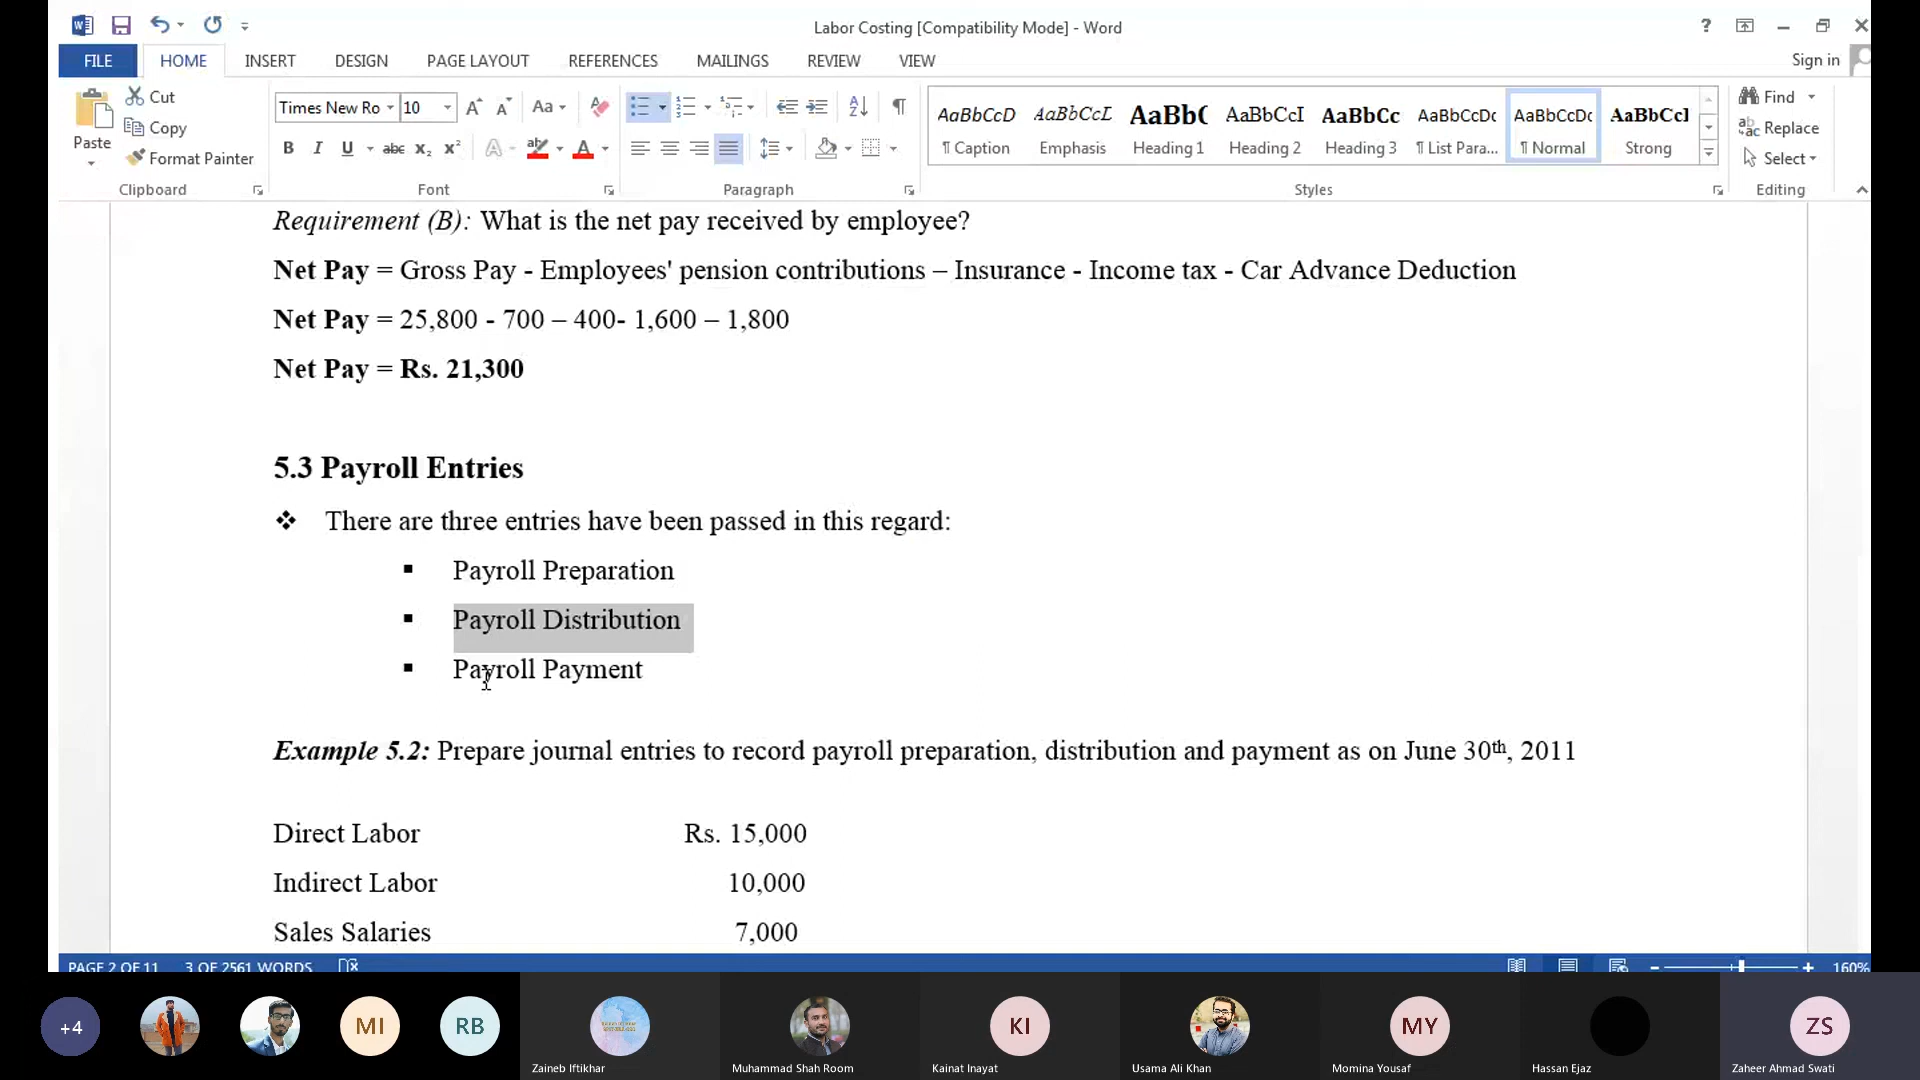 Labor Costing [Compatibility Mode] - Word
?
FILE HOME INSERT DESIGN PAGE LAYOUT REFERENCES MAILINGS REVIEW VIEW Sign in
Paste Cut Copy Format Painter
Times New Ro 10
AaBbCcD AaBbCcL AaBbC AaBbCcI AaBbCc AaBbCcDc AaBbCcDc AaBbCcI
¶ Caption Emphasis Heading 1 Heading 2 Heading 3 ¶ List Para... ¶ Normal Strong
Find
Replace
Select
Clipboard Font Paragraph Styles Editing
Requirement (B): What is the net pay received by employee?
Net Pay = Gross Pay - Employees' pension contributions – Insurance - Income tax - Car Advance Deduction
Net Pay = 25,800 - 700 – 400- 1,600 – 1,800
Net Pay = Rs. 21,300
5.3 Payroll Entries
❖ There are three entries have been passed in this regard:
▪ Payroll Preparation
▪ Payroll Distribution
▪ Payroll Payment
Example 5.2: Prepare journal entries to record payroll preparation, distribution and payment as on June 30th, 2011
Direct Labor Rs. 15,000
Indirect Labor 10,000
Sales Salaries 7,000
PAGE 2 OF 11 3 OF 2561 WORDS 160%
+4 MI RB KI MY ZS
Zaineb Iftikhar Muhammad Shah Room Kainat Inayat Usama Ali Khan Momina Yousaf Hassan Ejaz Zaheer Ahmad Swati